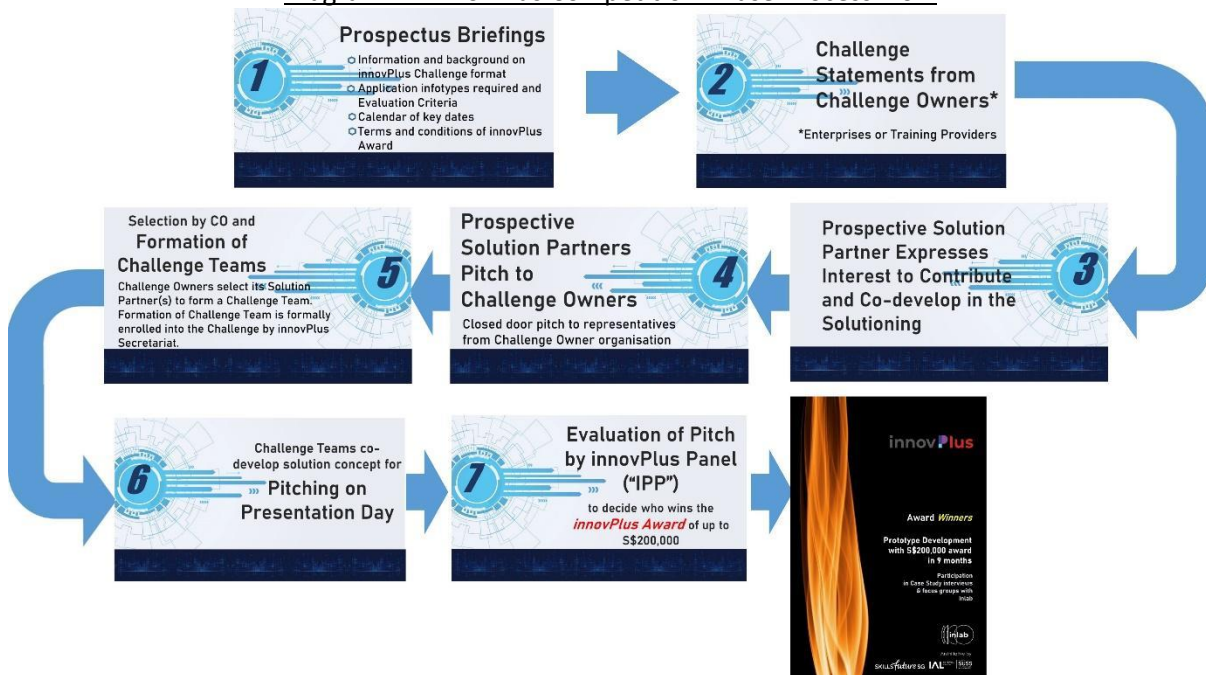 1
Prospectus Briefings
Information and background on
innovPlus Challenge format
Application infotypes required and
Evaluation Criteria
Calendar of key dates
Terms and conditions of innovPlus
Award
2
Challenge
Statements from
Challenge Owners*
*Enterprises or Training Providers
3
Prospective Solution
Partner Expresses
Interest to Contribute
and Co-develop in the
Solutioning
4
Prospective
Solution Partners
Pitch to
Challenge Owners
Closed door pitch to representatives
from Challenge Owner organisation
5
Selection by CO and
Formation of
Challenge Teams
Challenge Owners select its Solution
Partner(s) to form a Challenge Team.
Formation of Challenge Team is formally
enrolled into the Challenge by innovPlus
Secretariat.
6
Challenge Teams co-
develop solution concept for
Pitching on
Presentation Day
7
Evaluation of Pitch
by innovPlus Panel
("IPP")
to decide who wins the
innovPlus Award of up to
S$200,000
innovPlus
Award Winners
Prototype Development
with S$200,000 award
in 9 months
Participation
in Case Study interviews
& focus groups with
inlab
inlab
SKILLSfuture SG IAL SUSS